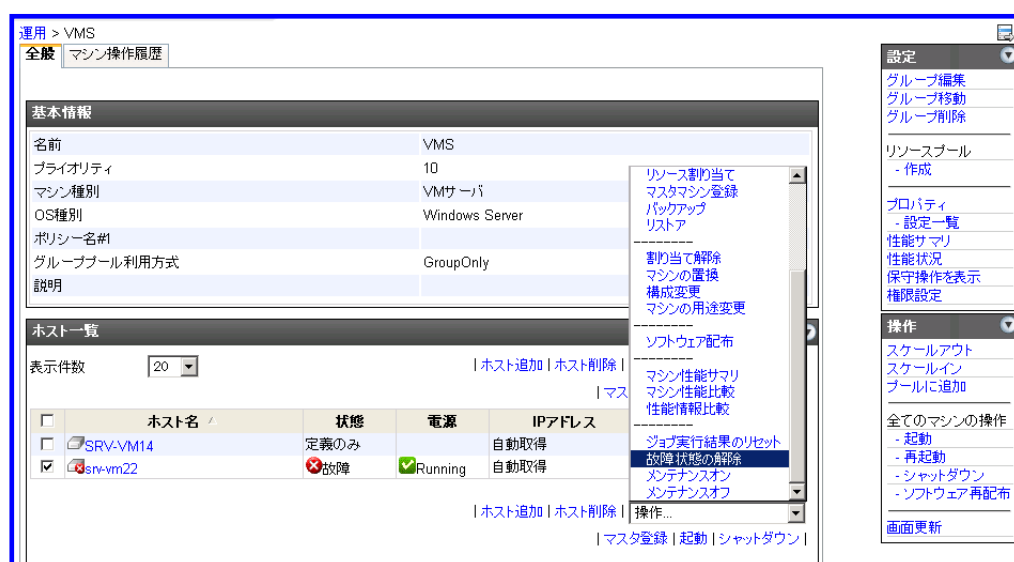 運用 > VMS
全般 マシン操作履歴
基本情報
名前 VMS
プライオリティ 10
マシン種別 VMサーバ
OS種別 Windows Server
ポリシー名#1
グループプール利用方式 GroupOnly
説明
ホスト一覧
表示件数 20 | ホスト追加 | ホスト削除 |
| マス
ホスト名 状態 電源 IPアドレス
SRV-VM14 定義のみ 自動取得
srv-vm22 故障 Running 自動取得
| ホスト追加 | ホスト削除 | 操作...
| マスタ登録 | 起動 | シャットダウン |
リソース割り当て
マスタマシン登録
バックアップ
リストア
--------
割り当て解除
マシンの置換
構成変更
マシンの用途変更
--------
ソフトウェア配布
--------
マシン性能サマリ
マシン性能比較
性能情報比較
--------
ジョブ実行結果のリセット
故障状態の解除
メンテナンスオン
メンテナンスオフ
設定
グループ編集
グループ移動
グループ削除
リソースプール
- 作成
プロパティ
- 設定一覧
性能サマリ
性能状況
保守操作を表示
権限設定
操作
スケールアウト
スケールイン
プールに追加
全てのマシンの操作
- 起動
- 再起動
- シャットダウン
- ソフトウェア再配布
画面更新